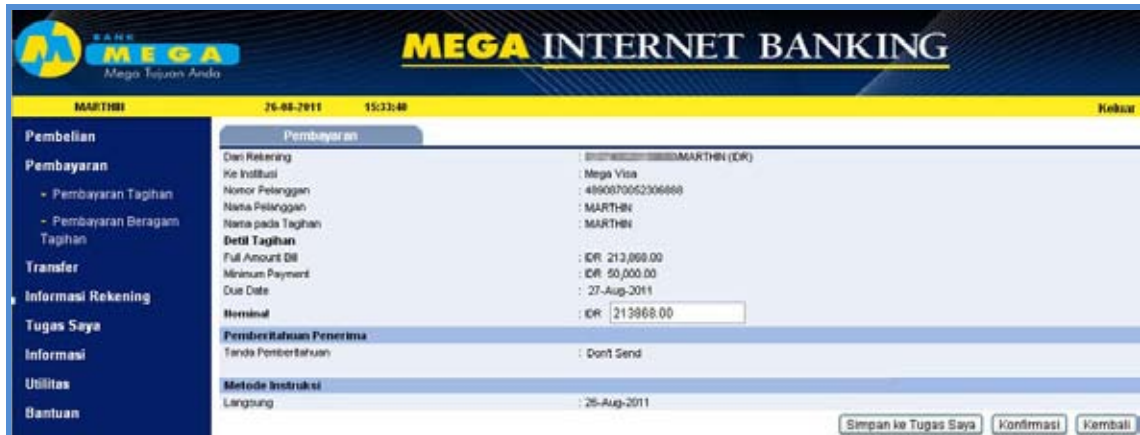 BANK
MEGA
Mega Tujuan Anda
MEGA INTERNET BANKING
MARTHIN 26-08-2011 15:33:40 Keluar
Pembelian
Pembayaran
- Pembayaran Tagihan
- Pembayaran Beragam
Tagihan
Transfer
Informasi Rekening
Tugas Saya
Informasi
Utilitas
Bantuan
Pembayaran
Dari Rekening : /MARTHIN (IDR)
Ke Institusi : Mega Visa
Nomor Pelanggan :
Nama Pelanggan : MARTHIN
Nama pada Tagihan : MARTHIN
Detil Tagihan
Full Amount Bill : IDR
Minimum Payment : IDR 50,000.00
Due Date : 27-Aug-2011
Nominal : IDR 213868.00
Pemberitahuan Penerima
Tanda Pemberitahuan : Don't Send
Metode Instruksi
Langsung : 26-Aug-2011
Simpan ke Tugas Saya Konfirmasi Kembali